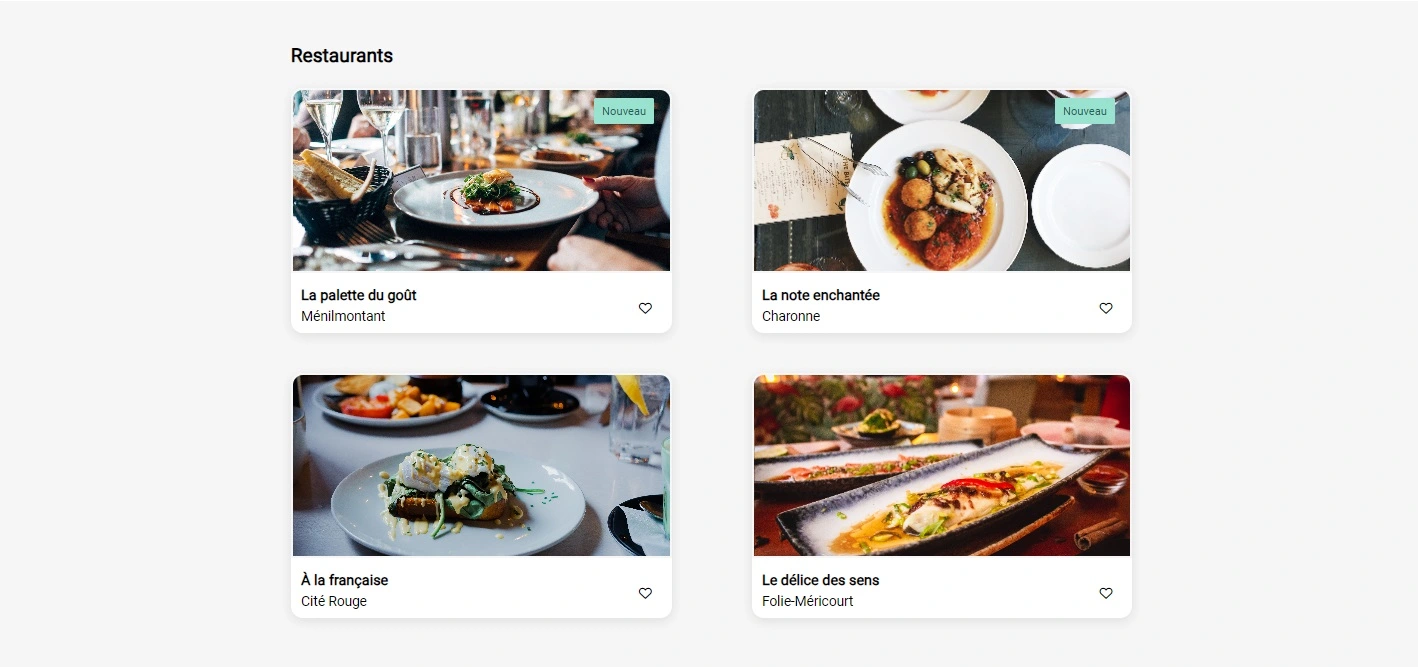 Restaurants
Nouveau
Nouveau
La palette du goût
Ménilmontant
La note enchantée
Charonne
À la française
Cité Rouge
Le délice des sens
Folie-Méricourt